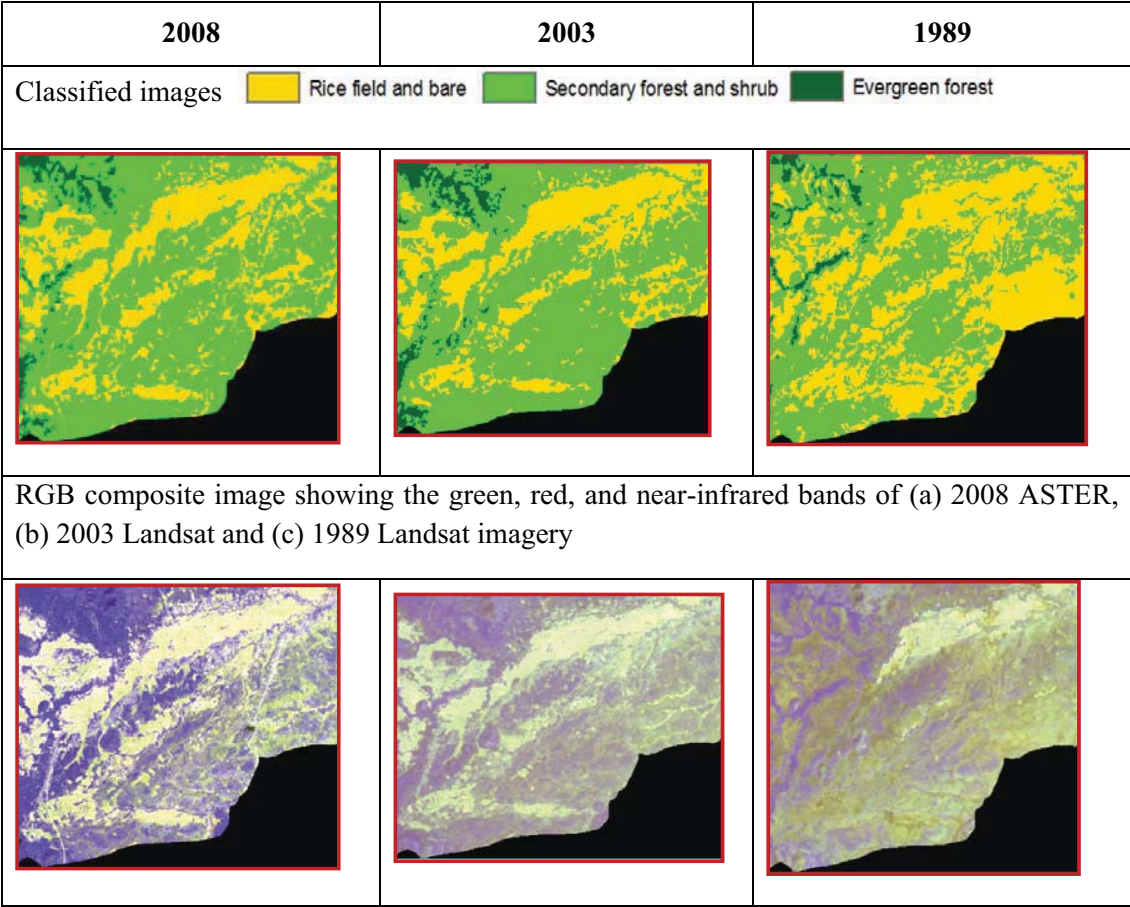 2008 2003 1989
Classified images Rice field and bare Secondary forest and shrub Evergreen forest
RGB composite image showing the green, red, and near-infrared bands of (a) 2008 ASTER,
(b) 2003 Landsat and (c) 1989 Landsat imagery